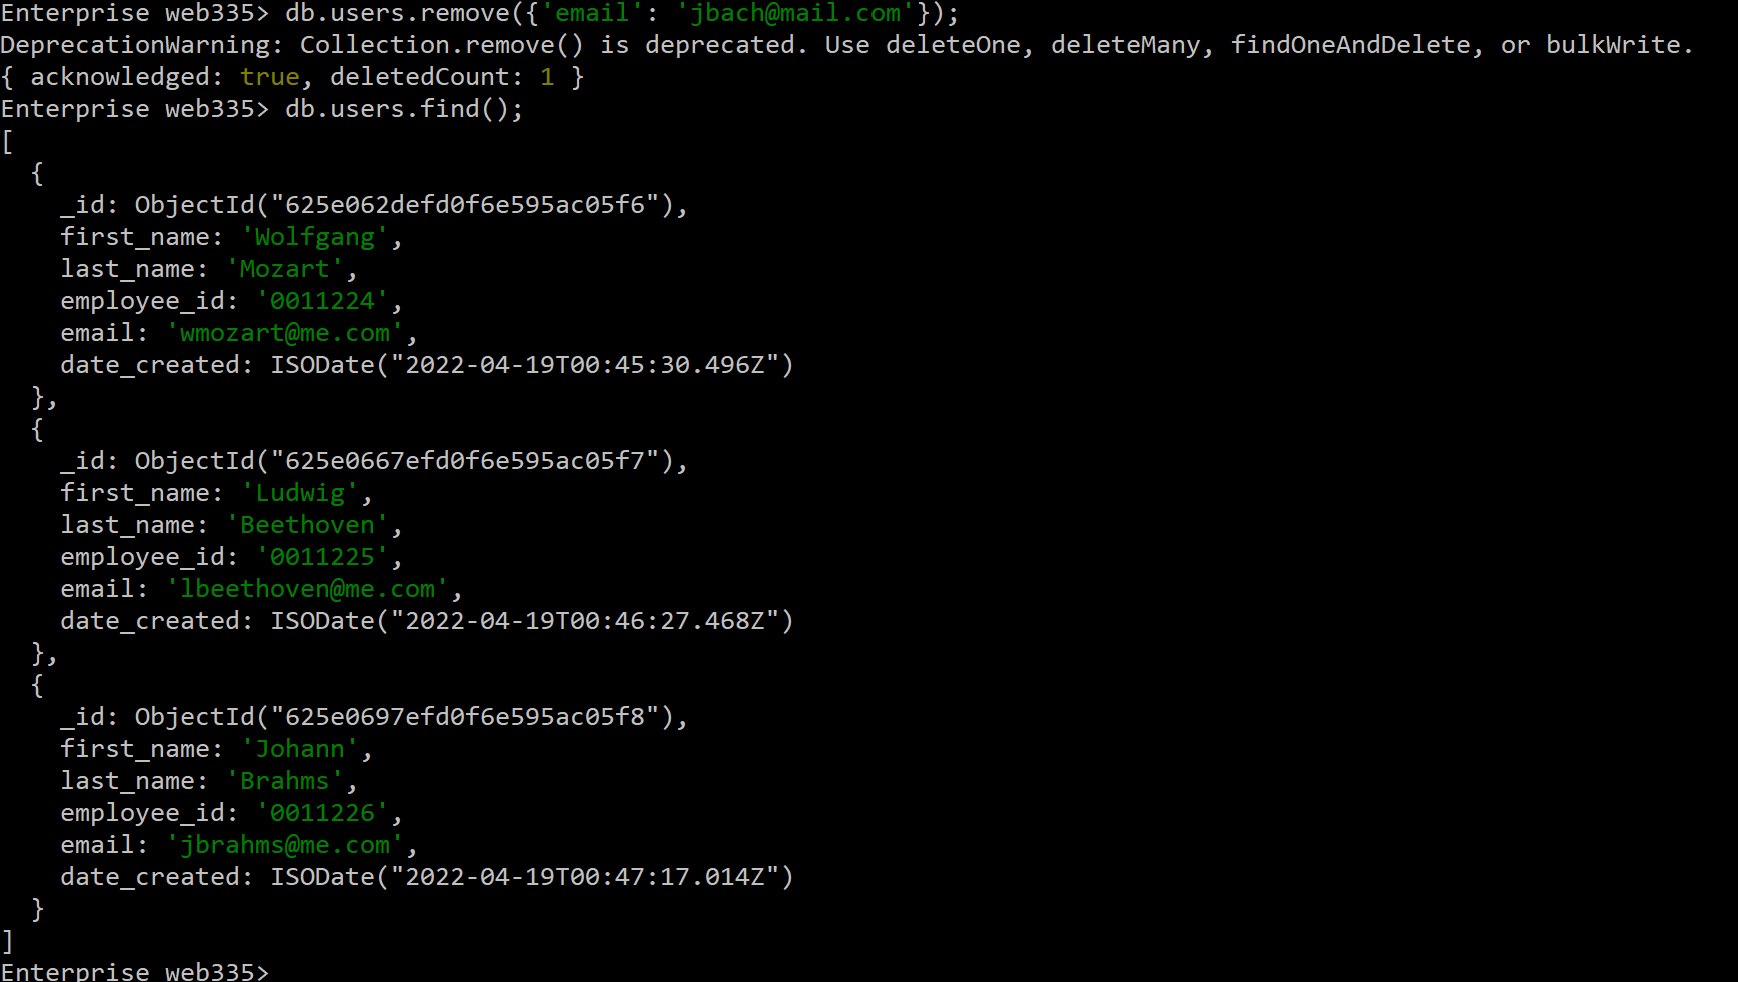 Enterprise web335> db.users.remove({'email': 'jbach@mail.com'});
DeprecationWarning: Collection.remove() is deprecated. Use deleteOne, deleteMany, findOneAndDelete, or bulkWrite.
{ acknowledged: true, deletedCount: 1 }
Enterprise web335> db.users.find();
[
  {
    _id: ObjectId("625e062defd0f6e595ac05f6"),
    first_name: 'Wolfgang',
    last_name: 'Mozart',
    employee_id: '0011224',
    email: 'wmozart@me.com',
    date_created: ISODate("2022-04-19T00:45:30.496Z")
  },
  {
    _id: ObjectId("625e0667efd0f6e595ac05f7"),
    first_name: 'Ludwig',
    last_name: 'Beethoven',
    employee_id: '0011225',
    email: 'lbeethoven@me.com',
    date_created: ISODate("2022-04-19T00:46:27.468Z")
  },
  {
    _id: ObjectId("625e0697efd0f6e595ac05f8"),
    first_name: 'Johann',
    last_name: 'Brahms',
    employee_id: '0011226',
    email: 'jbrahms@me.com',
    date_created: ISODate("2022-04-19T00:47:17.014Z")
  }
]
Enterprise web335>